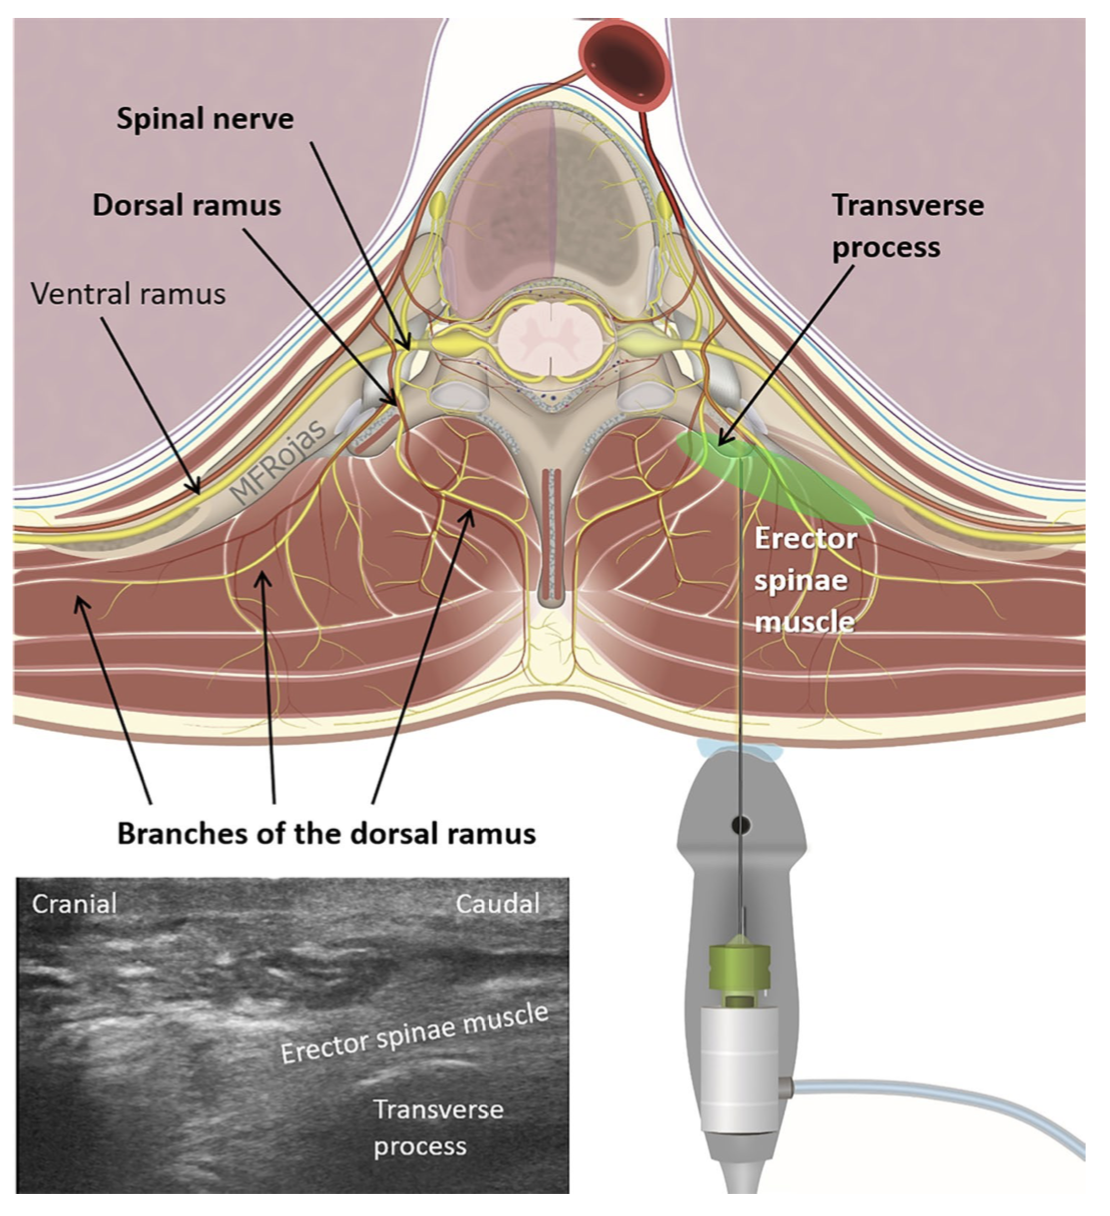 Spinal nerve
Dorsal ramus
Ventral ramus
Transverse
process
MFRojas
Erector
spinae
muscle
Branches of the dorsal ramus
Cranial
Caudal
Erector spinae muscle
Transverse
process